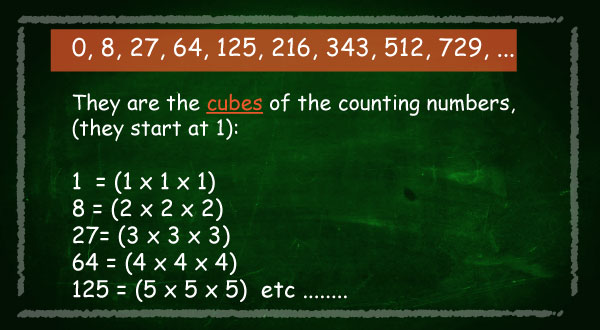 0, 8, 27, 64, 125, 216, 343, 512, 729, ...
They are the cubes of the counting numbers,
(they start at 1):
1 = (1 x 1 x 1)
8 = (2 x 2 x 2)
27= (3 x 3 x 3)
64 = (4 x 4 x 4)
125 = (5 x 5 x 5) etc ........